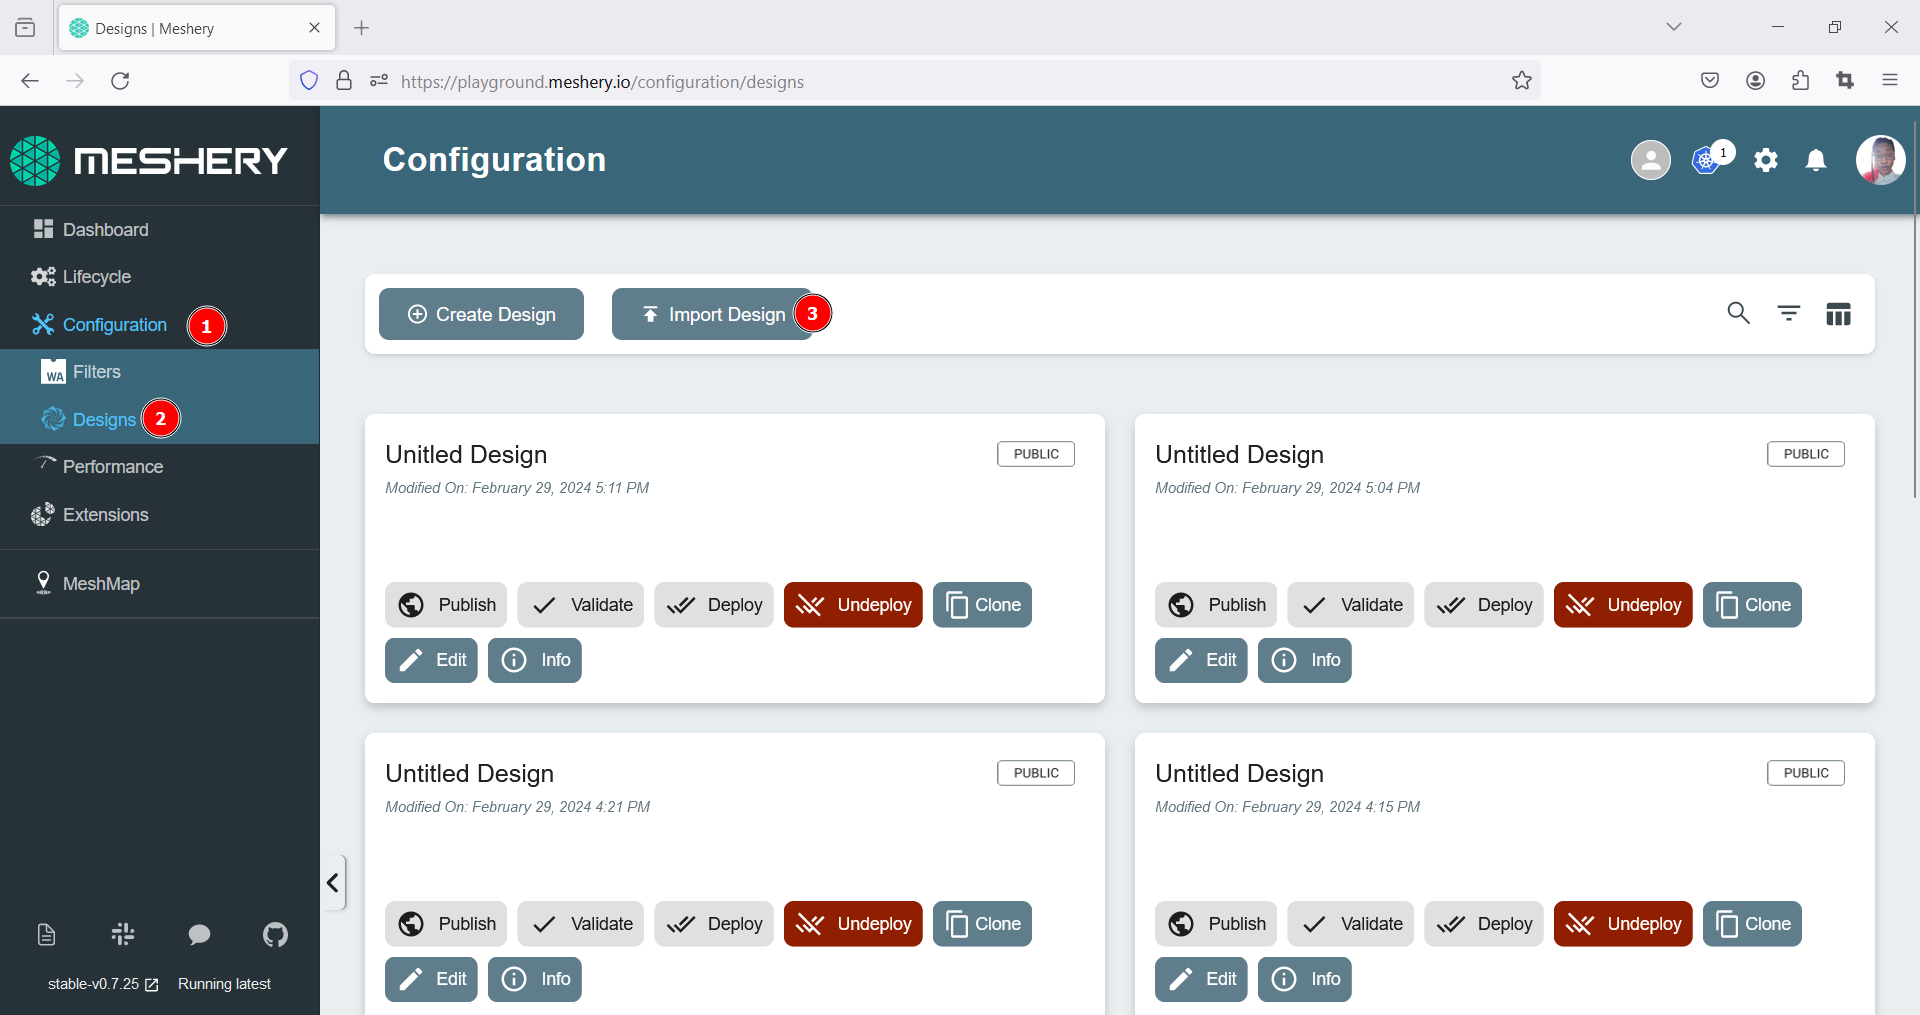 Designs | Meshery
https://playground.meshery.io/configuration/designs
MESHERY
Configuration
1
Dashboard
Lifecycle
Configuration
1
WA
Filters
Designs
2
Performance
Extensions
MeshMap
stable-v0.7.25
Running latest
Create Design
Import Design
3
Unitled Design
PUBLIC
Modified On: February 29, 2024 5:11 PM
Publish
Validate
Deploy
Undeploy
Clone
Edit
Info
Untitled Design
PUBLIC
Modified On: February 29, 2024 5:04 PM
Publish
Validate
Deploy
Undeploy
Clone
Edit
Info
Untitled Design
PUBLIC
Modified On: February 29, 2024 4:21 PM
Publish
Validate
Deploy
Undeploy
Clone
Edit
Info
Untitled Design
PUBLIC
Modified On: February 29, 2024 4:15 PM
Publish
Validate
Deploy
Undeploy
Clone
Edit
Info